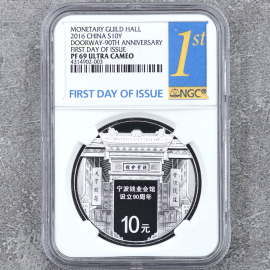 MONETARY GUILD HALL
2016 CHINA S10Y
DOORWAY-90TH ANNIVERSARY
FIRST DAY OF ISSUE
PF 69 ULTRA CAMEO
4314902-003
1st
FIRST DAY OF ISSUE
NGC
宁波钱业会馆
设立90周年
10元